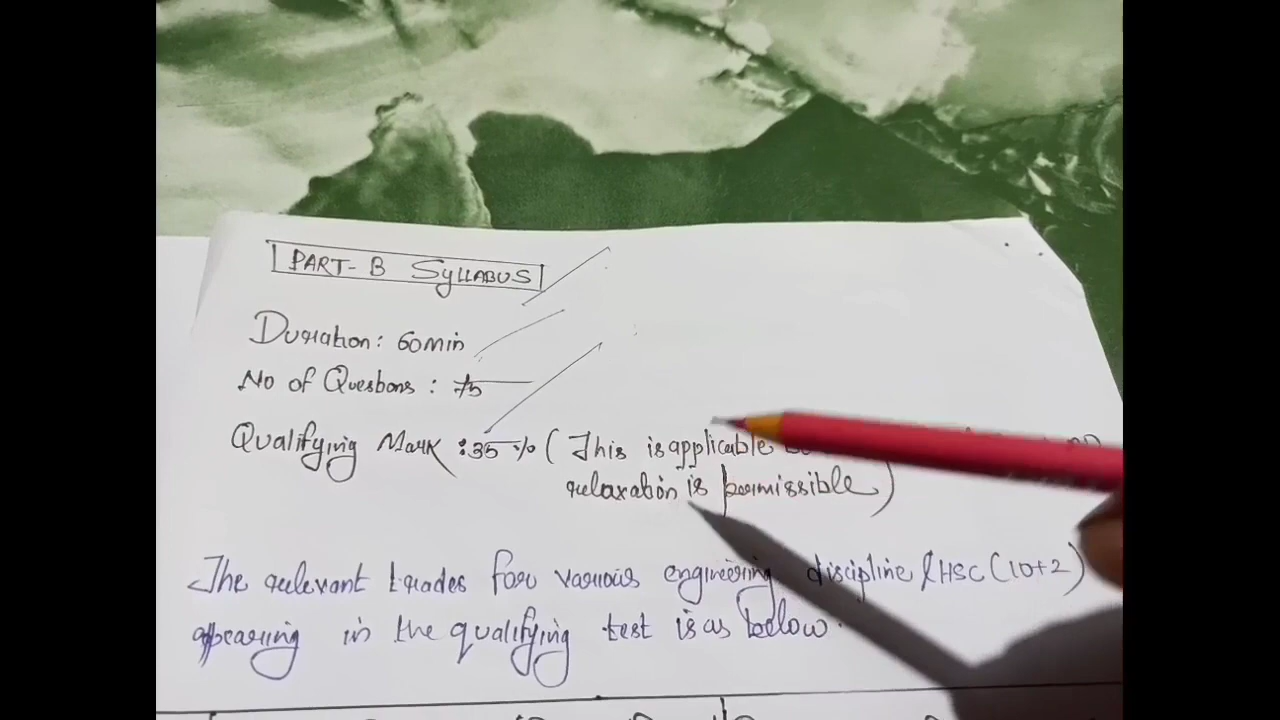 PART-B SYLLABUS
Duration: 60min
No of Questions: 75
Qualifying Mark: 35% (This is applicable
relaxation is permissible)
The relevant trades for various engineering discipline/HSC(10+2)
appearing in the qualifying test is as below.